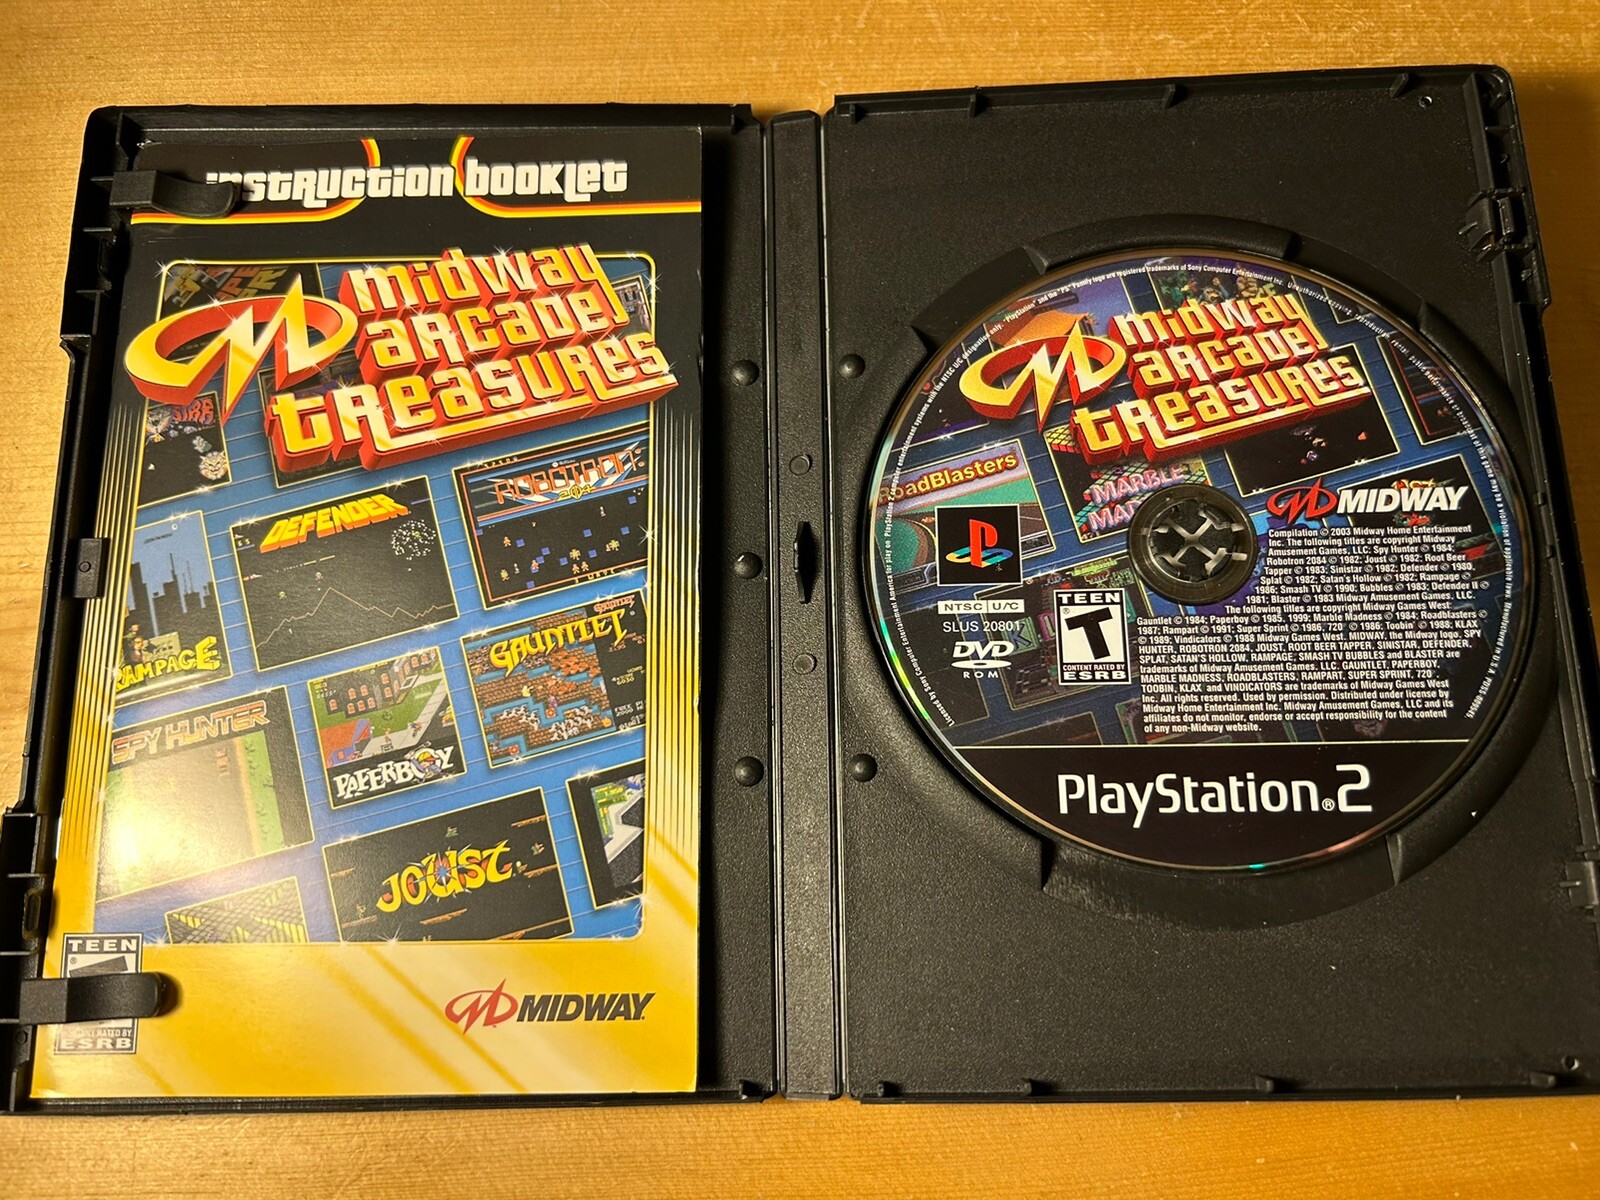 instruction booklet
midway
arcade
treasures
DEFENDER
ROBOTRON:
2084
RAMPAGE
GAUNTLET
GAUNTLET
SPY HUNTER
PAPERBOY
JOUST
TEEN
CONTENT RATED BY
ESRB
MIDWAY
midway
arcade
treasures
RoadBlasters
MARBLE
MIDWAY
Compilation © 2003 Midway Home Entertainment
Inc. The following titles are copyright Midway
Amusement Games, LLC: Spy Hunter © 1984;
Robotron 2084 © 1982; Joust © 1982; Root Beer
Tapper © 1983; Sinistar © 1982; Defender © 1980,
Splat © 1982; Satan's Hollow © 1982; Rampage ©
1986; Smash TV © 1990; Bubbles © 1983; Defender II ©
1981; Blaster © 1983 Midway Amusement Games, LLC.
The following titles are copyright Midway Games West:
Gauntlet © 1984; Paperboy © 1985, 1999; Marble Madness © 1984; Roadblasters ©
1987; Rampart © 1991; Super Sprint © 1986, 720° © 1986; Toobin' © 1988; KLAX
© 1989; Vindicators © 1988 Midway Games West. MIDWAY, the Midway logo, SPY
HUNTER, ROBOTRON 2084, JOUST, ROOT BEER TAPPER, SINISTAR, DEFENDER,
SPLAT, SATAN'S HOLLOW, RAMPAGE, SMASH TV BUBBLES and BLASTER are
trademarks of Midway Amusement Games, LLC. GAUNTLET, PAPERBOY,
MARBLE MADNESS, ROADBLASTERS, RAMPART, SUPER SPRINT, 720°,
TOOBIN, KLAX and VINDICATORS are trademarks of Midway Games West
Inc. All rights reserved. Used by permission. Distributed under license by
Midway Home Entertainment Inc. Midway Amusement Games, LLC and its
affiliates do not monitor, endorse or accept responsibility for the content
of any non-Midway website.
NTSC U/C
SLUS 20801
DVD
ROM
TEEN
T
CONTENT RATED BY
ESRB
PlayStation®2